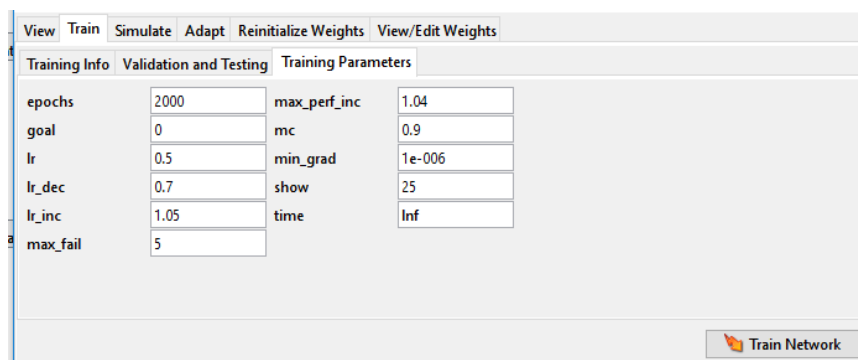 View Train Simulate Adapt Reinitialize Weights View/Edit Weights
Training Info Validation and Testing Training Parameters
epochs 2000 max_perf_inc 1.04
goal 0 mc 0.9
lr 0.5 min_grad 1e-006
lr_dec 0.7 show 25
lr_inc 1.05 time Inf
max_fail 5
Train Network